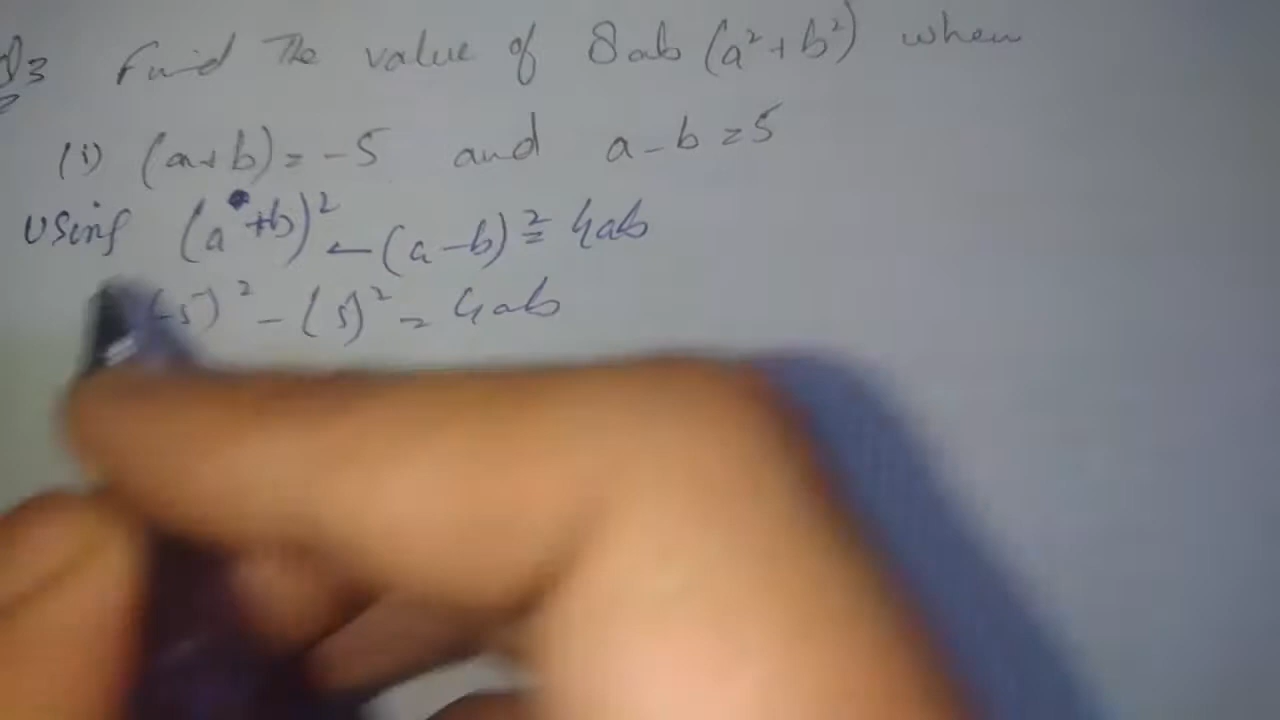 Q3 Find The value of 8ab (a² + b²) when
(i) (a+b) = -5 and a - b = 5
Using (a +b)² - (a - b)² = 4ab
(-5)² - (5)² = 4ab